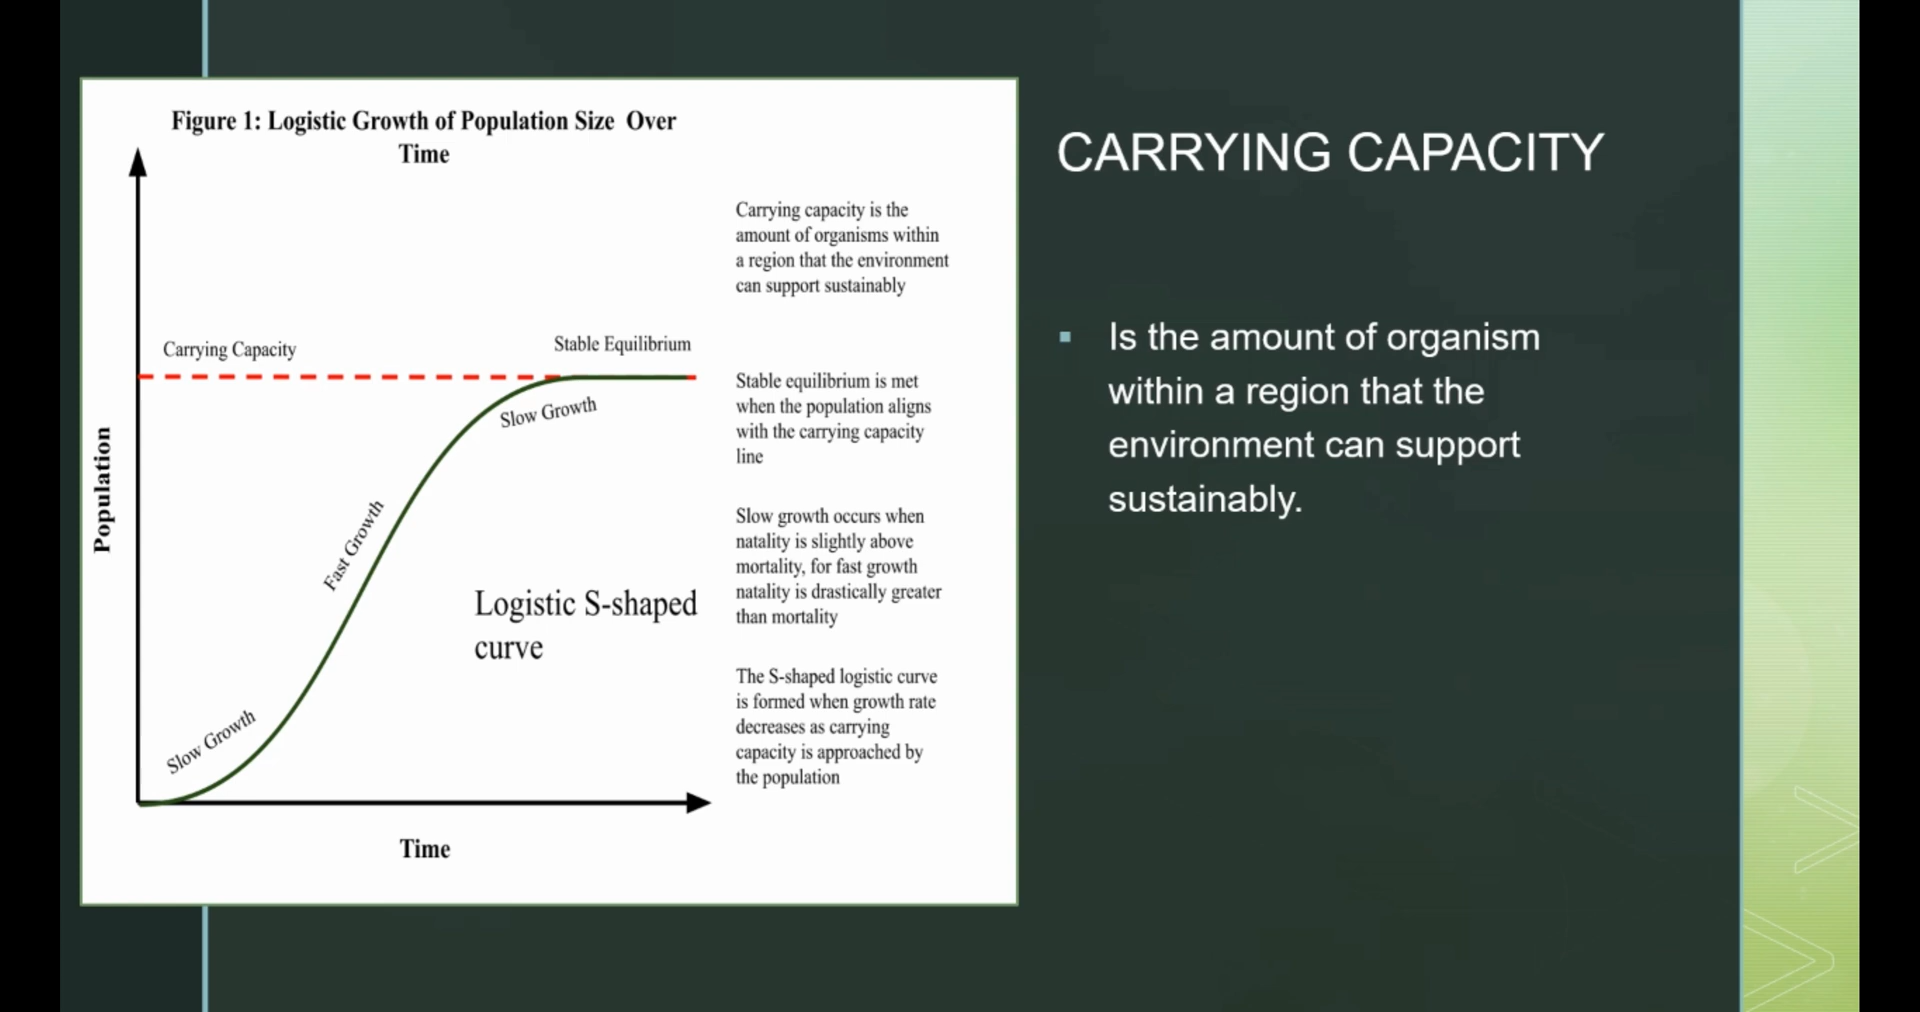 Figure 1: Logistic Growth of Population Size Over
Time
Carrying Capacity
Stable Equilibrium
Slow Growth
Fast Growth
Slow Growth
Logistic S-shaped
curve
Population
Time
Carrying capacity is the
amount of organisms within
a region that the environment
can support sustainably
Stable equilibrium is met
when the population aligns
with the carrying capacity
line
Slow growth occurs when
natality is slightly above
mortality, for fast growth
natality is drastically greater
than mortality
The S-shaped logistic curve
is formed when growth rate
decreases as carrying
capacity is approached by
the population
CARRYING CAPACITY
Is the amount of organism
within a region that the
environment can support
sustainably.